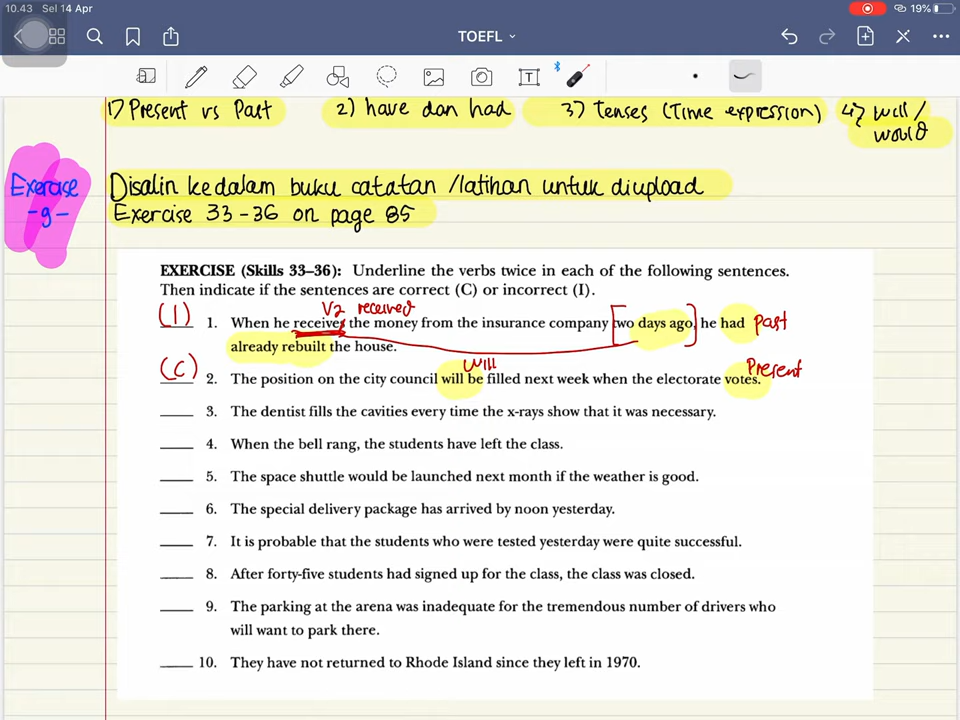 10.43 Sel 14 Apr
19%
TOEFL
T
1) Present vs Past 2) have dan had 3) Tenses (Time expression) 4) will /
would
Exercise
-9-
Disalin kedalam buku catatan /latihan untuk diupload
Exercise 33-36 on page 85
EXERCISE (Skills 33–36): Underline the verbs twice in each of the following sentences.
Then indicate if the sentences are correct (C) or incorrect (I).
V2 received
(I) 1. When he receives the money from the insurance company two days ago, he had past
already rebuilt the house.
will Present
(C) 2. The position on the city council will be filled next week when the electorate votes.
3. The dentist fills the cavities every time the x-rays show that it was necessary.
4. When the bell rang, the students have left the class.
5. The space shuttle would be launched next month if the weather is good.
6. The special delivery package has arrived by noon yesterday.
7. It is probable that the students who were tested yesterday were quite successful.
8. After forty-five students had signed up for the class, the class was closed.
9. The parking at the arena was inadequate for the tremendous number of drivers who
will want to park there.
10. They have not returned to Rhode Island since they left in 1970.